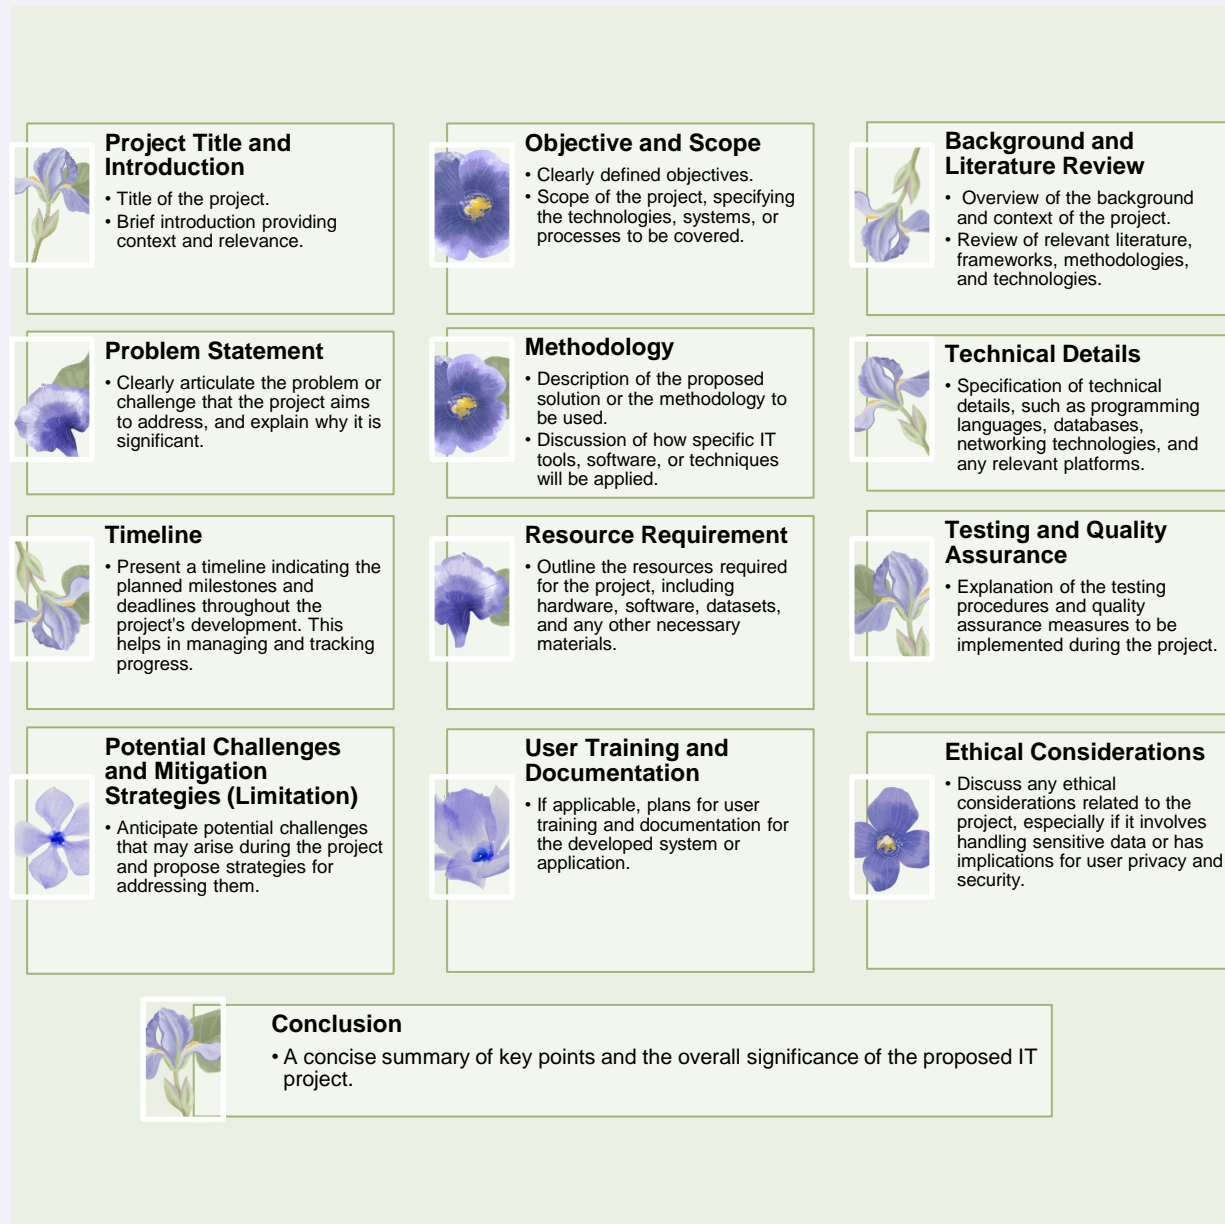 Project Title and
Introduction
• Title of the project.
• Brief introduction providing
context and relevance.
Objective and Scope
• Clearly defined objectives.
• Scope of the project, specifying
the technologies, systems, or
processes to be covered.
Background and
Literature Review
• Overview of the background
and context of the project.
• Review of relevant literature,
frameworks, methodologies,
and technologies.
Problem Statement
• Clearly articulate the problem or
challenge that the project aims
to address, and explain why it is
significant.
Methodology
• Description of the proposed
solution or the methodology to
be used.
• Discussion of how specific IT
tools, software, or techniques
will be applied.
Technical Details
• Specification of technical
details, such as programming
languages, databases,
networking technologies, and
any relevant platforms.
Timeline
• Present a timeline indicating the
planned milestones and
deadlines throughout the
project's development. This
helps in managing and tracking
progress.
Resource Requirement
• Outline the resources required
for the project, including
hardware, software, datasets,
and any other necessary
materials.
Testing and Quality
Assurance
• Explanation of the testing
procedures and quality
assurance measures to be
implemented during the project.
Potential Challenges
and Mitigation
Strategies (Limitation)
• Anticipate potential challenges
that may arise during the project
and propose strategies for
addressing them.
User Training and
Documentation
• If applicable, plans for user
training and documentation for
the developed system or
application.
Ethical Considerations
• Discuss any ethical
considerations related to the
project, especially if it involves
handling sensitive data or has
implications for user privacy and
security.
Conclusion
• A concise summary of key points and the overall significance of the proposed IT
project.